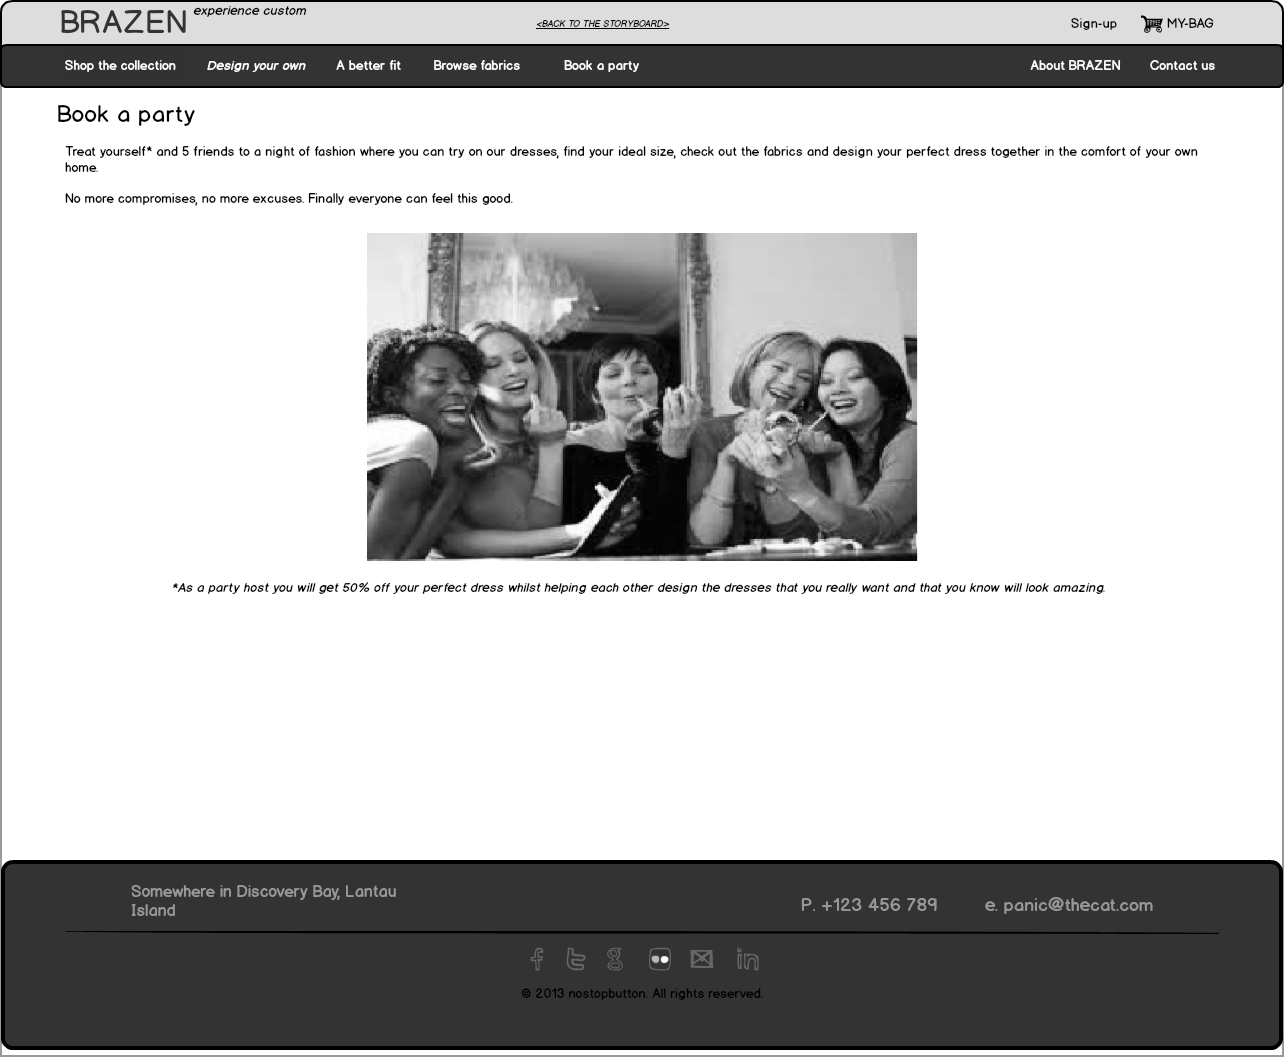 BRAZEN experience custom <BACK TO THE STORYBOARD> Sign-up MY-BAG
Shop the collection Design your own A better fit Browse fabrics Book a party About BRAZEN Contact us
Book a party
Treat yourself* and 5 friends to a night of fashion where you can try on our dresses, find your ideal size, check out the fabrics and design your perfect dress together in the comfort of your own
home.
No more compromises, no more excuses. Finally everyone can feel this good.
*As a party host you will get 50% off your perfect dress whilst helping each other design the dresses that you really want and that you know will look amazing.
Somewhere in Discovery Bay, Lantau
Island
P. +123 456 789 e. panic@thecat.com
© 2013 nostopbutton. All rights reserved.